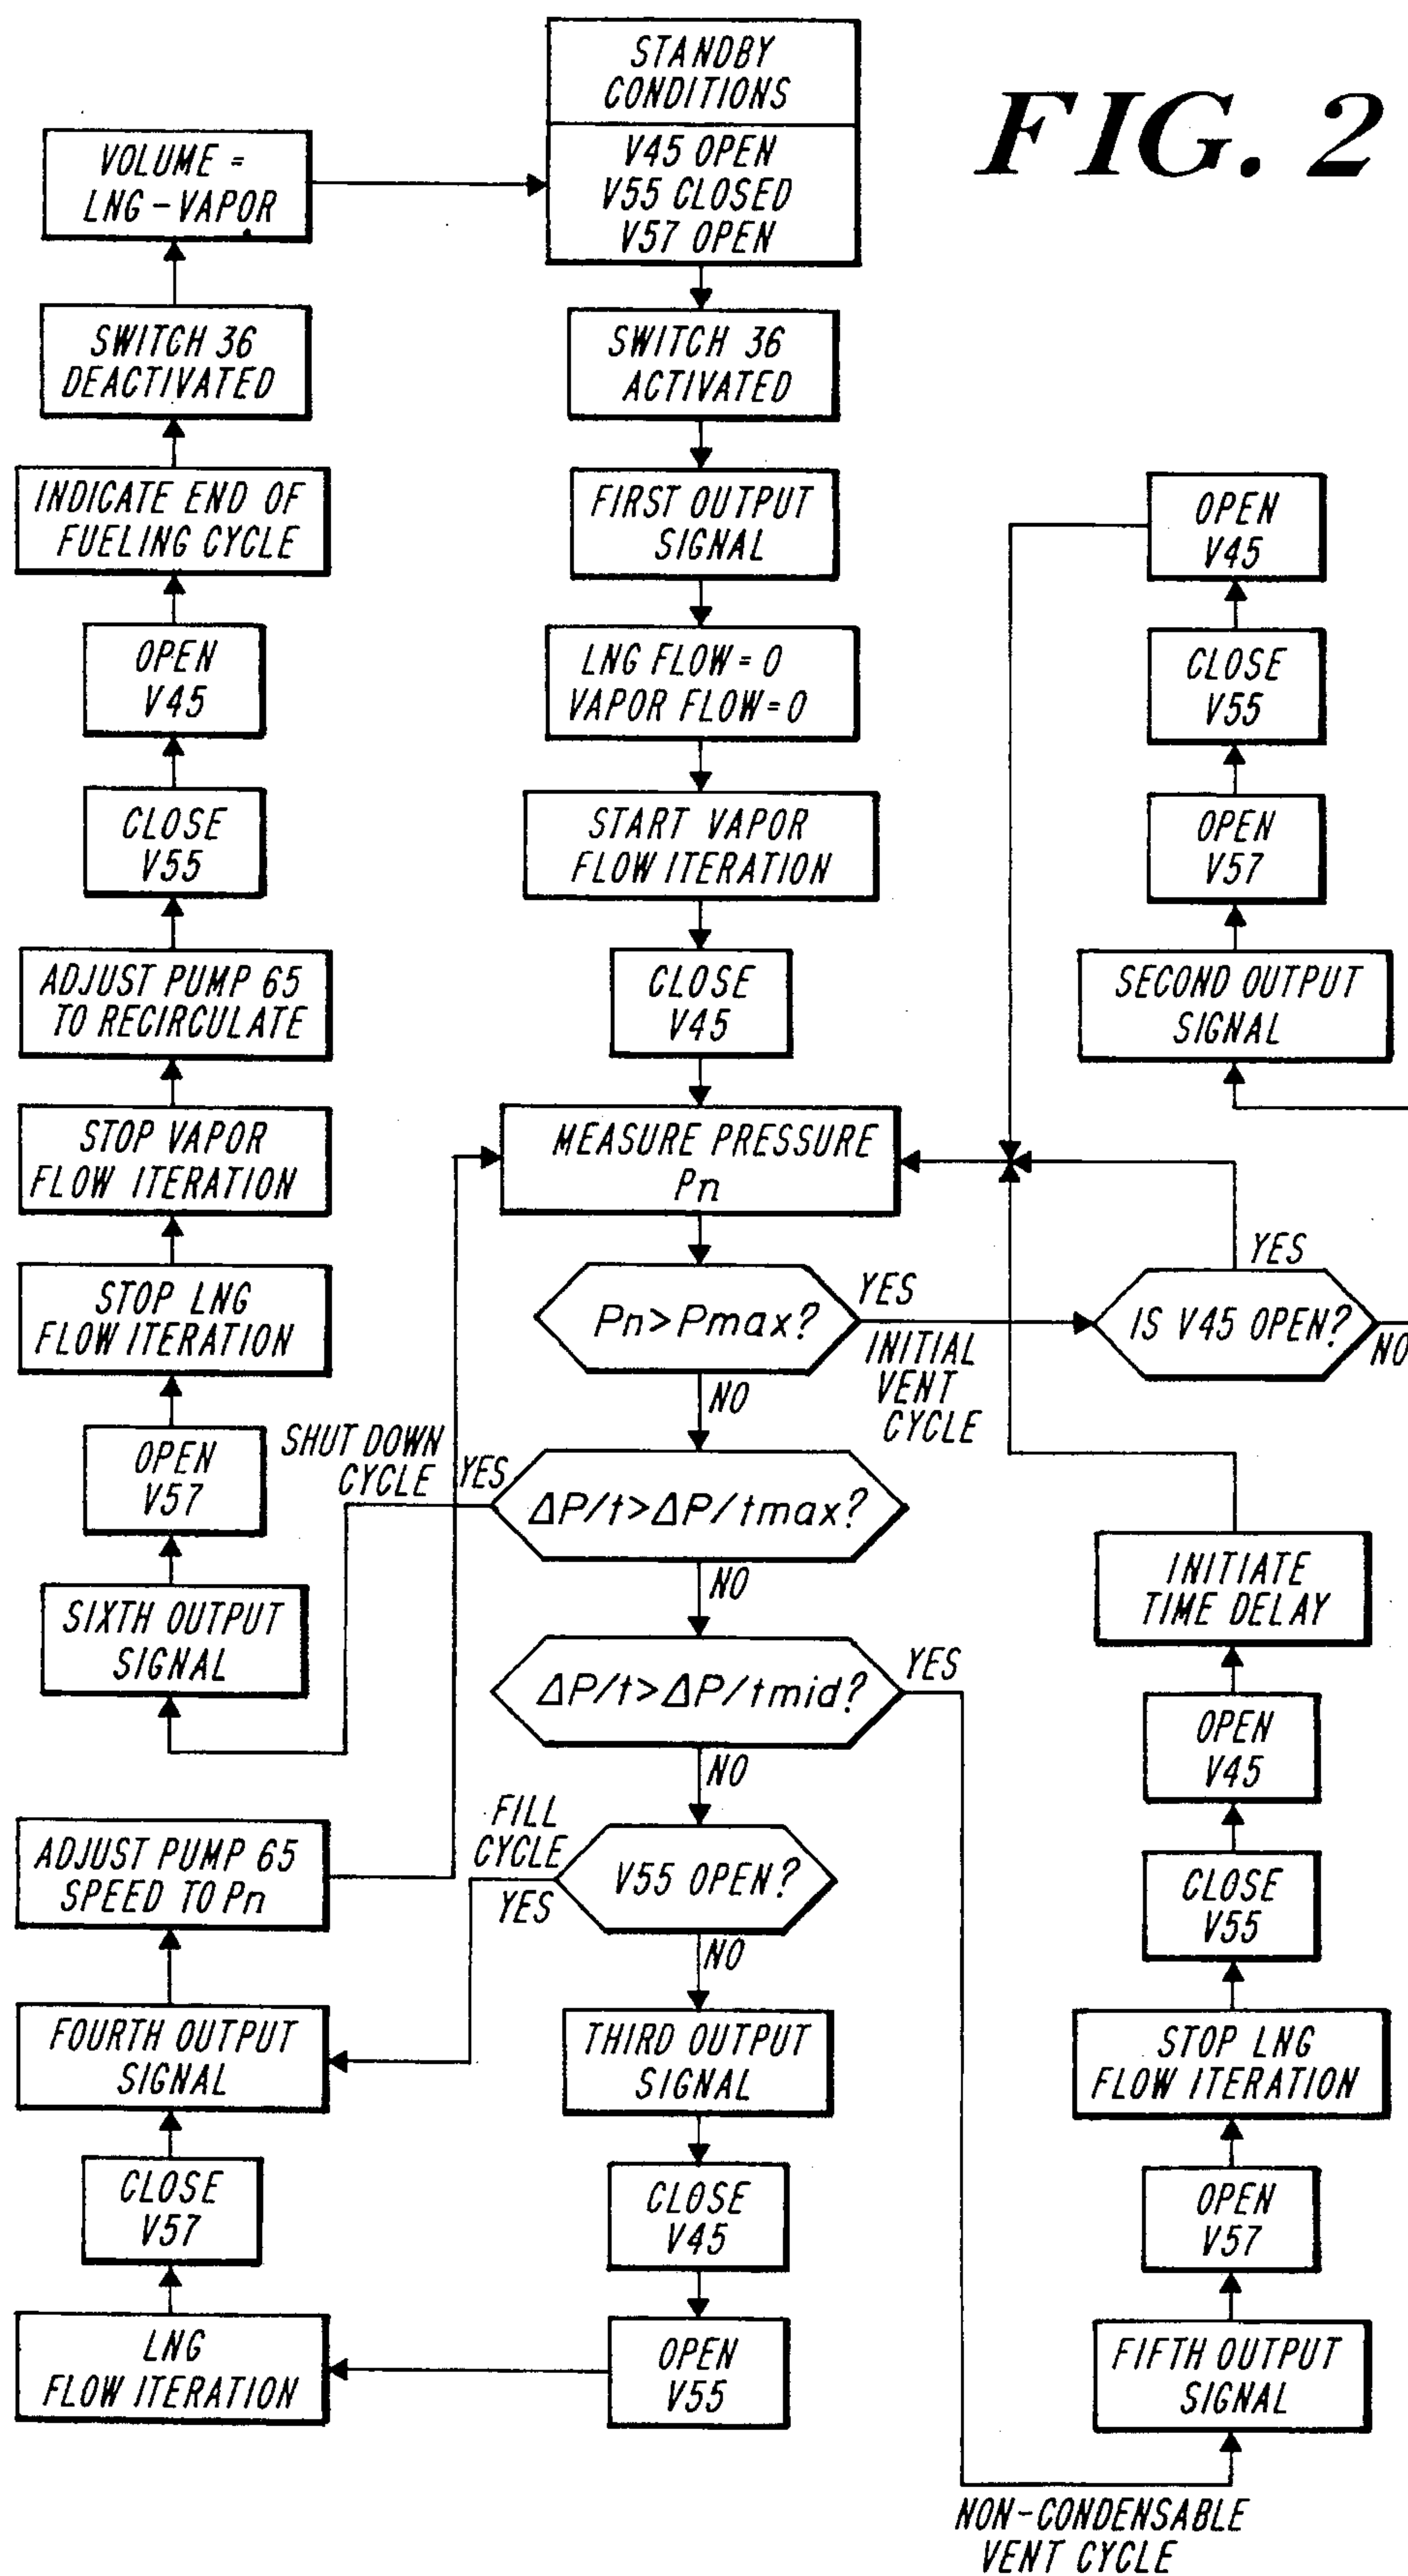 FIG. 2
STANDBY
CONDITIONS
V45 OPEN
V55 CLOSED
V57 OPEN
SWITCH 36
ACTIVATED
FIRST OUTPUT
SIGNAL
LNG FLOW = 0
VAPOR FLOW = 0
START VAPOR
FLOW ITERATION
CLOSE
V45
MEASURE PRESSURE
Pn
Pn > Pmax?
YES
INITIAL
VENT
CYCLE
NO
ΔP/t > ΔP/tmax?
YES
SHUT DOWN
CYCLE
NO
ΔP/t > ΔP/tmid?
YES
NO
V55 OPEN?
FILL
CYCLE
YES
NO
THIRD OUTPUT
SIGNAL
CLOSE
V45
OPEN
V55
LNG
FLOW ITERATION
CLOSE
V57
FOURTH OUTPUT
SIGNAL
ADJUST PUMP 65
SPEED TO Pn
SIXTH OUTPUT
SIGNAL
OPEN
V57
STOP LNG
FLOW ITERATION
STOP VAPOR
FLOW ITERATION
ADJUST PUMP 65
TO RECIRCULATE
CLOSE
V55
OPEN
V45
INDICATE END OF
FUELING CYCLE
SWITCH 36
DEACTIVATED
VOLUME =
LNG - VAPOR
IS V45 OPEN?
YES
NO
SECOND OUTPUT
SIGNAL
OPEN
V57
CLOSE
V55
OPEN
V45
NON-CONDENSABLE
VENT CYCLE
FIFTH OUTPUT
SIGNAL
OPEN
V57
STOP LNG
FLOW ITERATION
CLOSE
V55
OPEN
V45
INITIATE
TIME DELAY